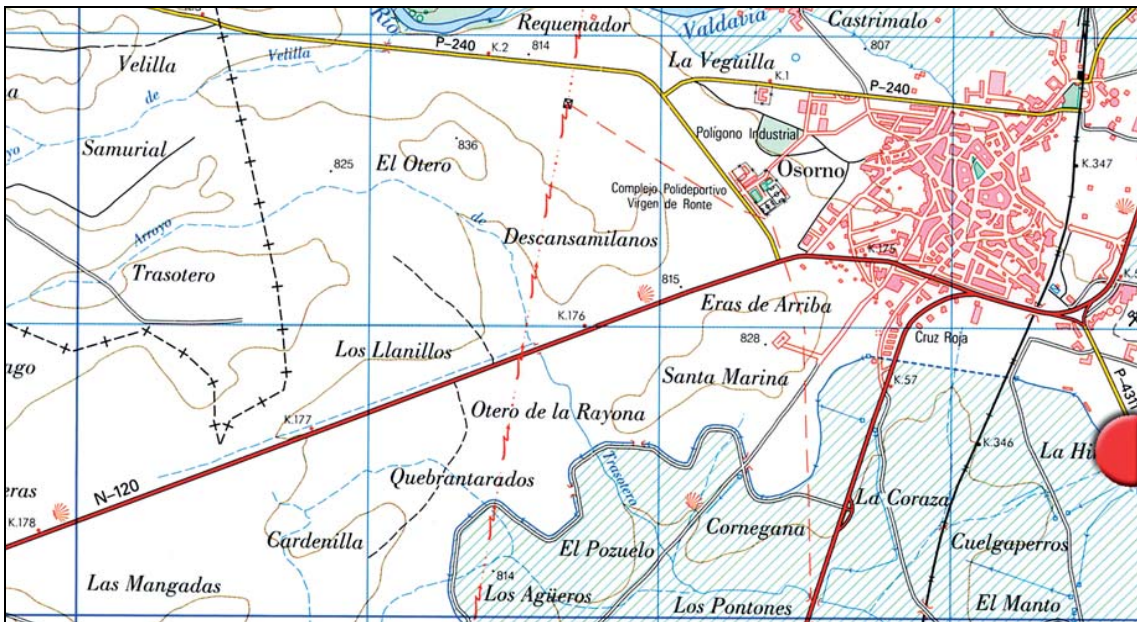 K.3
Río
Requemador
Valdavia
Castrimalo
Velilla
Velilla
P-240
K.2
814
La Veguilla
807
K.1
P-240
de
Samurial
825
El Otero
836
Polígono Industrial
Osorno
K.347
Complejo Polideportivo
Virgen de Ronte
Arroyo
de
Descansamilanos
K.175
Trasotero
815
Eras de Arriba
K.176
Los Llanillos
828
Cruz Roja
Santa Marina
K.57
P-4311
K.177
Otero de la Rayona
K.346
La Hi
Trasotero
Quebrantarados
N-120
La Coraza
eras
K.178
Cardenilla
El Pozuelo
Cornegana
Cuelgaperros
814
Las Mangadas
Los Agüeros
Los Pontones
El Manto